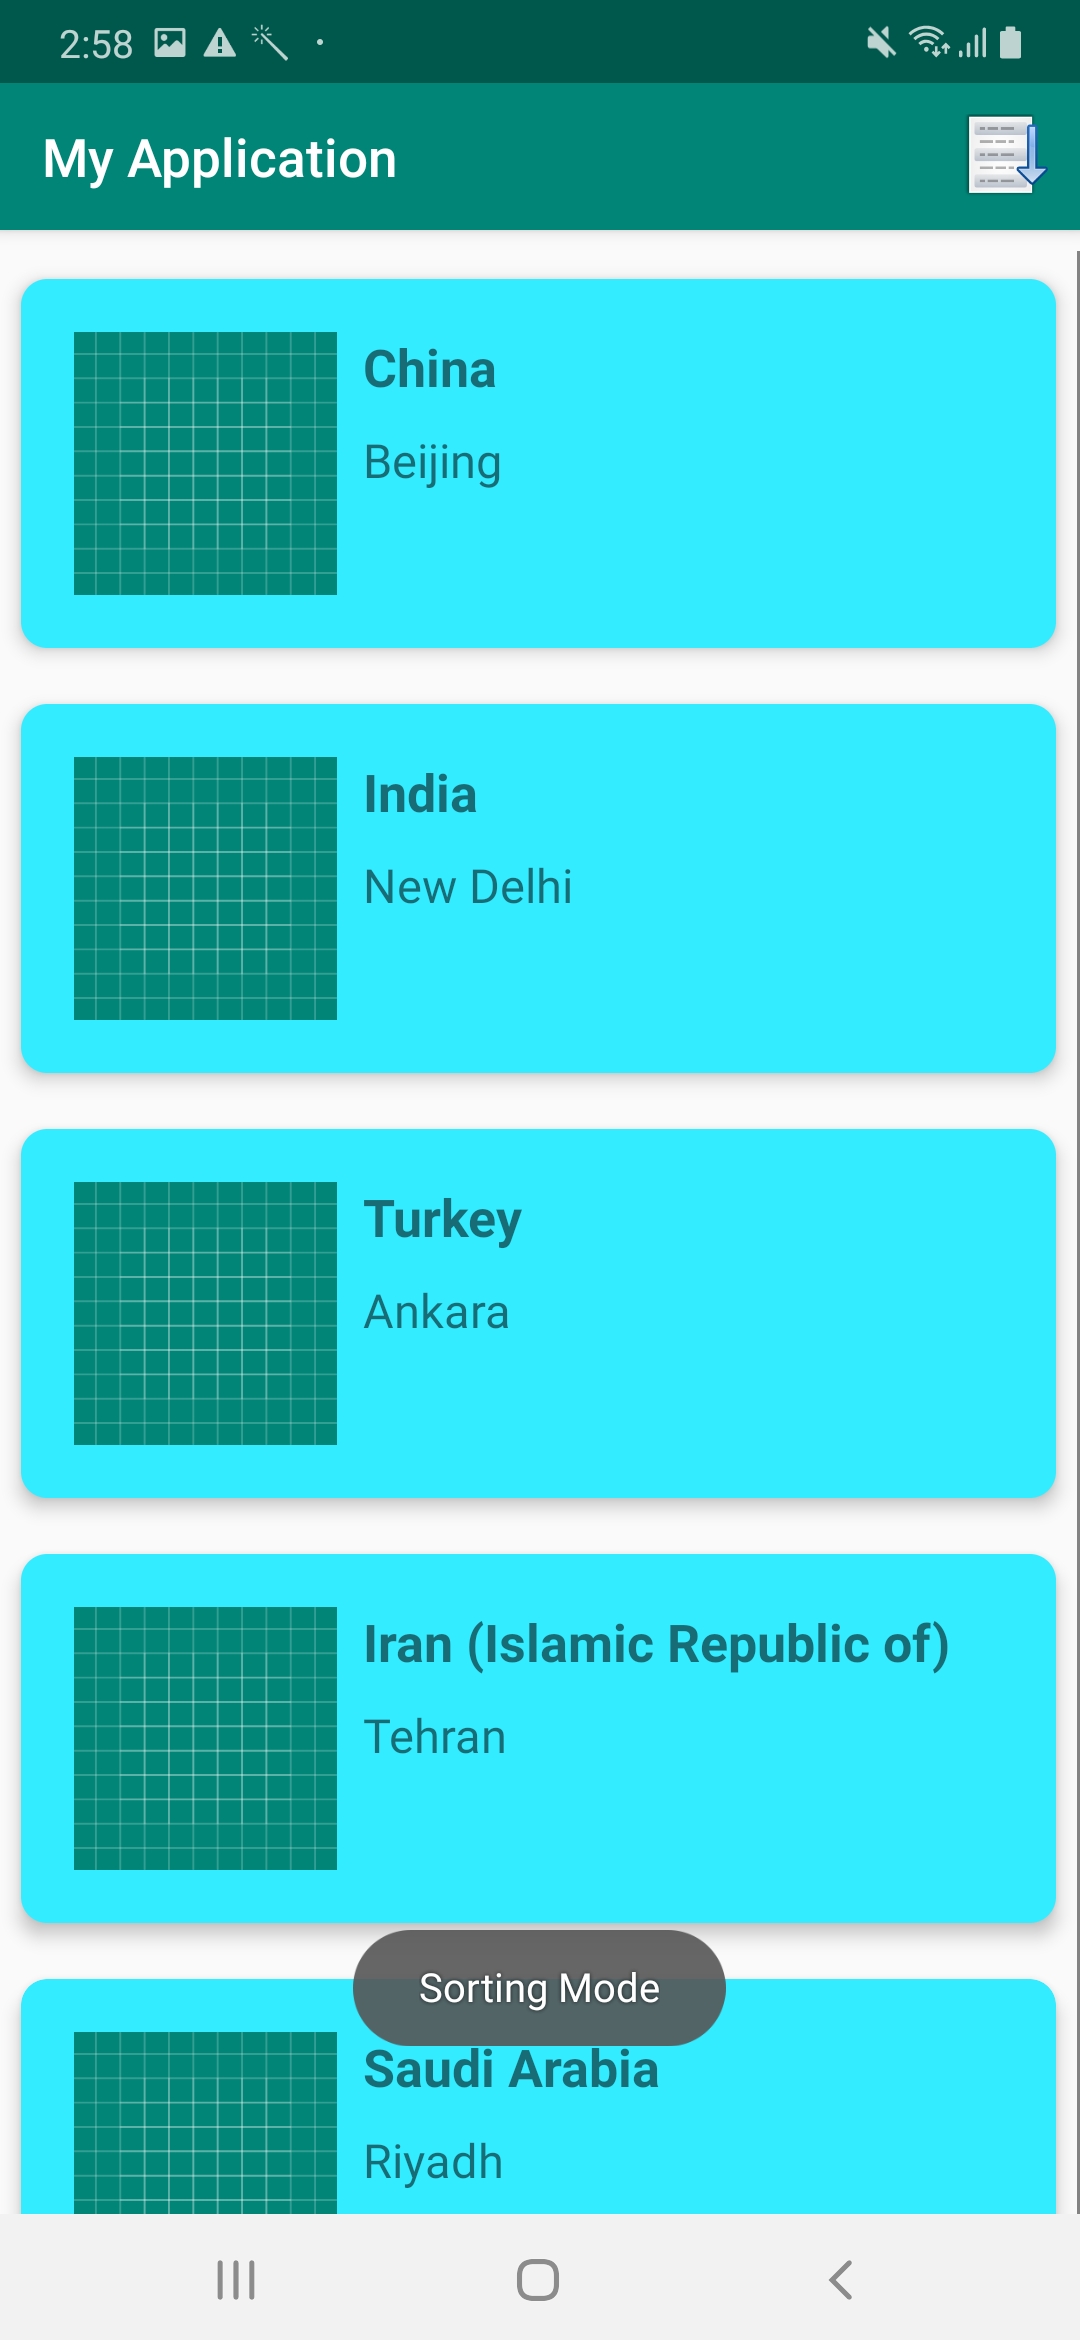 2:58
My Application
China
Beijing
India
New Delhi
Turkey
Ankara
Iran (Islamic Republic of)
Tehran
Sorting Mode
Saudi Arabia
Riyadh